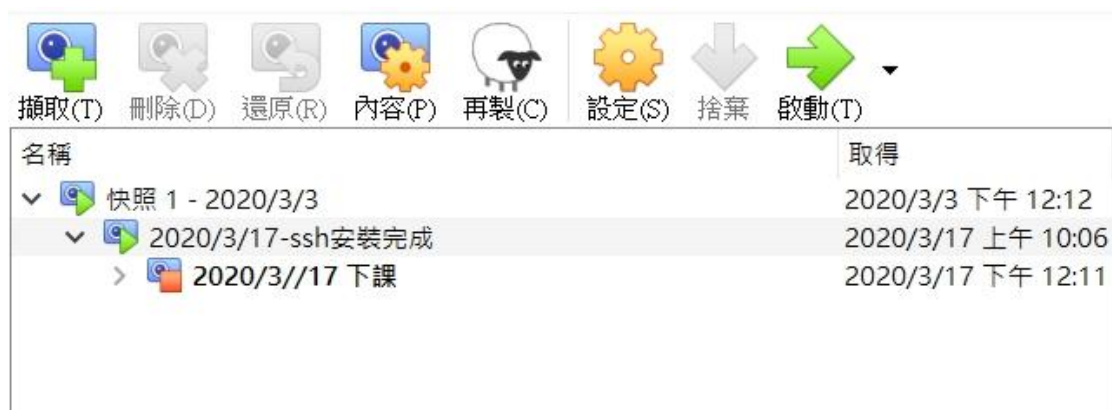 擷取(T) 刪除(D) 還原(R) 內容(P) 再製(C) 設定(S) 捨棄 啟動(T)
名稱 取得
快照 1 - 2020/3/3 2020/3/3 下午 12:12
2020/3/17-ssh安裝完成 2020/3/17 上午 10:06
2020/3//17 下課 2020/3/17 下午 12:11